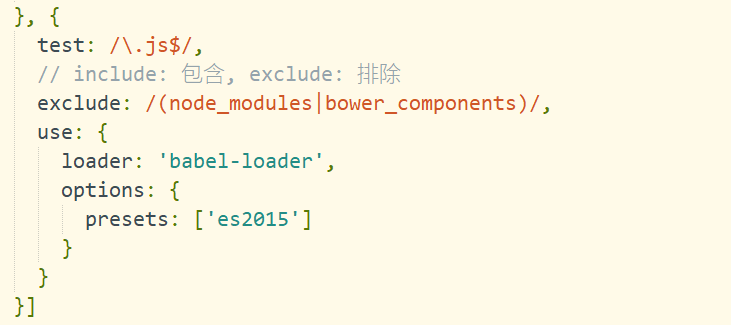 }, {
  test: /\.js$/,
  // include: 包含, exclude: 排除
  exclude: /(node_modules|bower_components)/,
  use: {
    loader: 'babel-loader',
    options: {
      presets: ['es2015']
    }
  }
}]